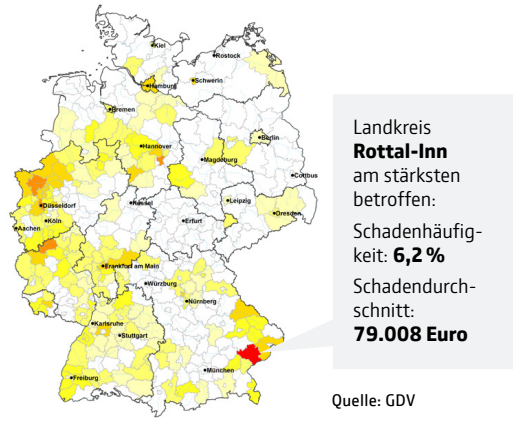 Kiel
Rostock
Hamburg
Schwerin
Bremen
Berlin
Hannover
Magdeburg
Cottbus
Düsseldorf
Kassel
Leipzig
Köln
Erfurt
Dresden
Aachen
Frankfurt am Main
Würzburg
Nürnberg
Karlsruhe
Stuttgart
München
Freiburg
Landkreis
Rottal-Inn
am stärksten
betroffen:
Schadenhäufig-
keit: 6,2 %
Schadendurch-
schnitt:
79.008 Euro
Quelle: GDV